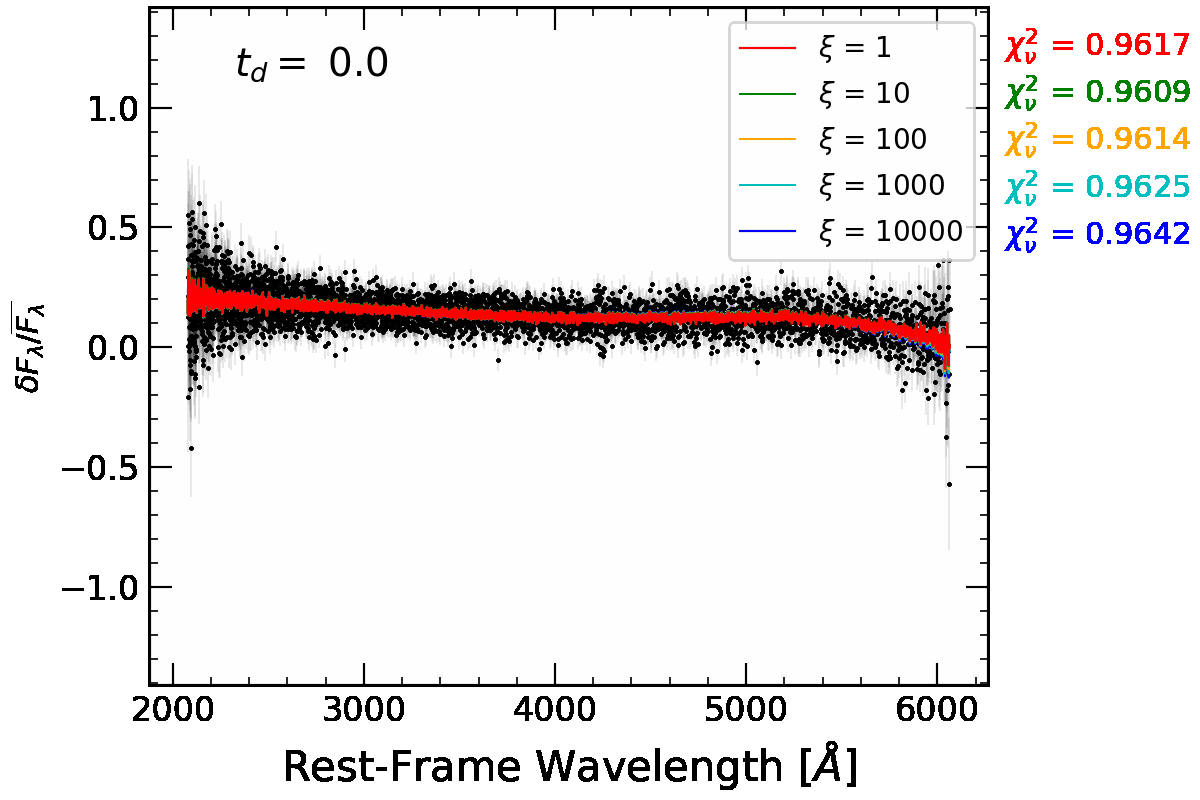 t_d = 0.0
ξ = 1
ξ = 10
ξ = 100
ξ = 1000
ξ = 10000
χ²_ν = 0.9617
χ²_ν = 0.9609
χ²_ν = 0.9614
χ²_ν = 0.9625
χ²_ν = 0.9642
1.0
0.5
0.0
−0.5
−1.0
δF_λ/F̅_λ
2000 3000 4000 5000 6000
Rest-Frame Wavelength [Å]